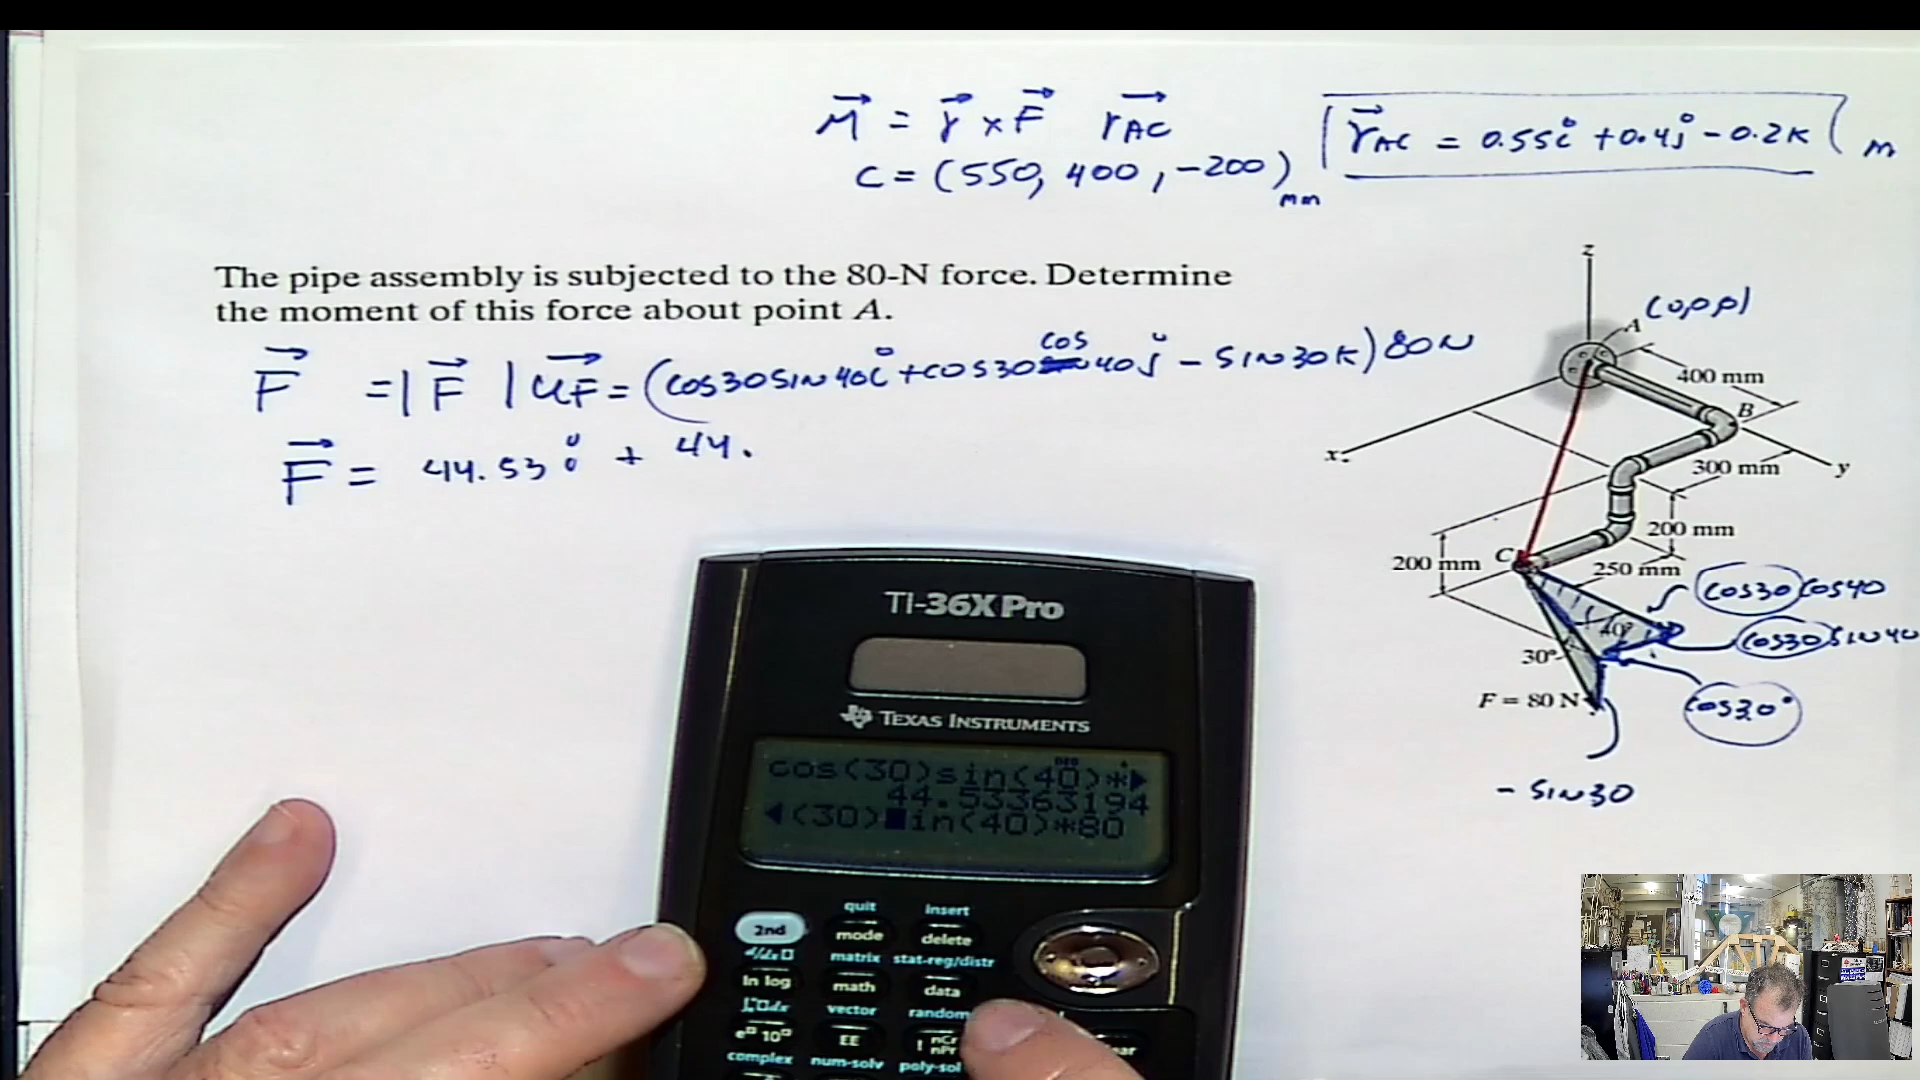 M = r × F rAC
rAC = 0.55i + 0.4j - 0.2k m
C = (550, 400, -200) mm
The pipe assembly is subjected to the 80-N force. Determine
the moment of this force about point A.
F = |F| uF = (cos30sin40i + cos30cos40j - sin30k) 80N
F = 44.53i + 44.
z
A
(0,0,0)
400 mm
B
x
y
300 mm
200 mm
200 mm
C
250 mm
cos30cos40
40°
cos30sin40
30°
F = 80 N
cos30°
- sin30
TI-36X Pro
TEXAS INSTRUMENTS
DEG
cos(30)sin(40)*
44.53363194
(30)in(40)*80
quit insert
2nd mode delete
matrix stat-reg/distr
ln log math data
vector random
EE nCr nPr
complex num-solv poly-sol